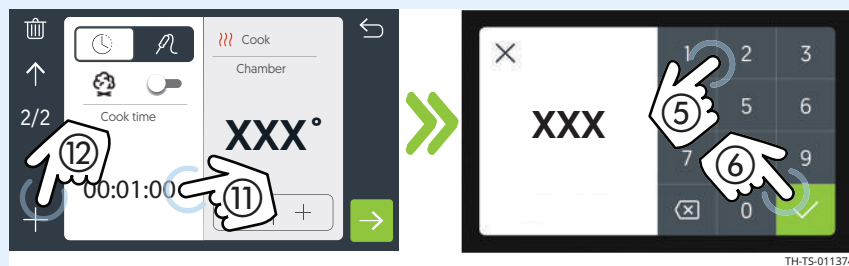 Cook
Chamber
2/2
Cook time
XXX°
12
00:01:00
11
1 2 3
XXX
5
5 6
7
6
9
0
TH-TS-01137